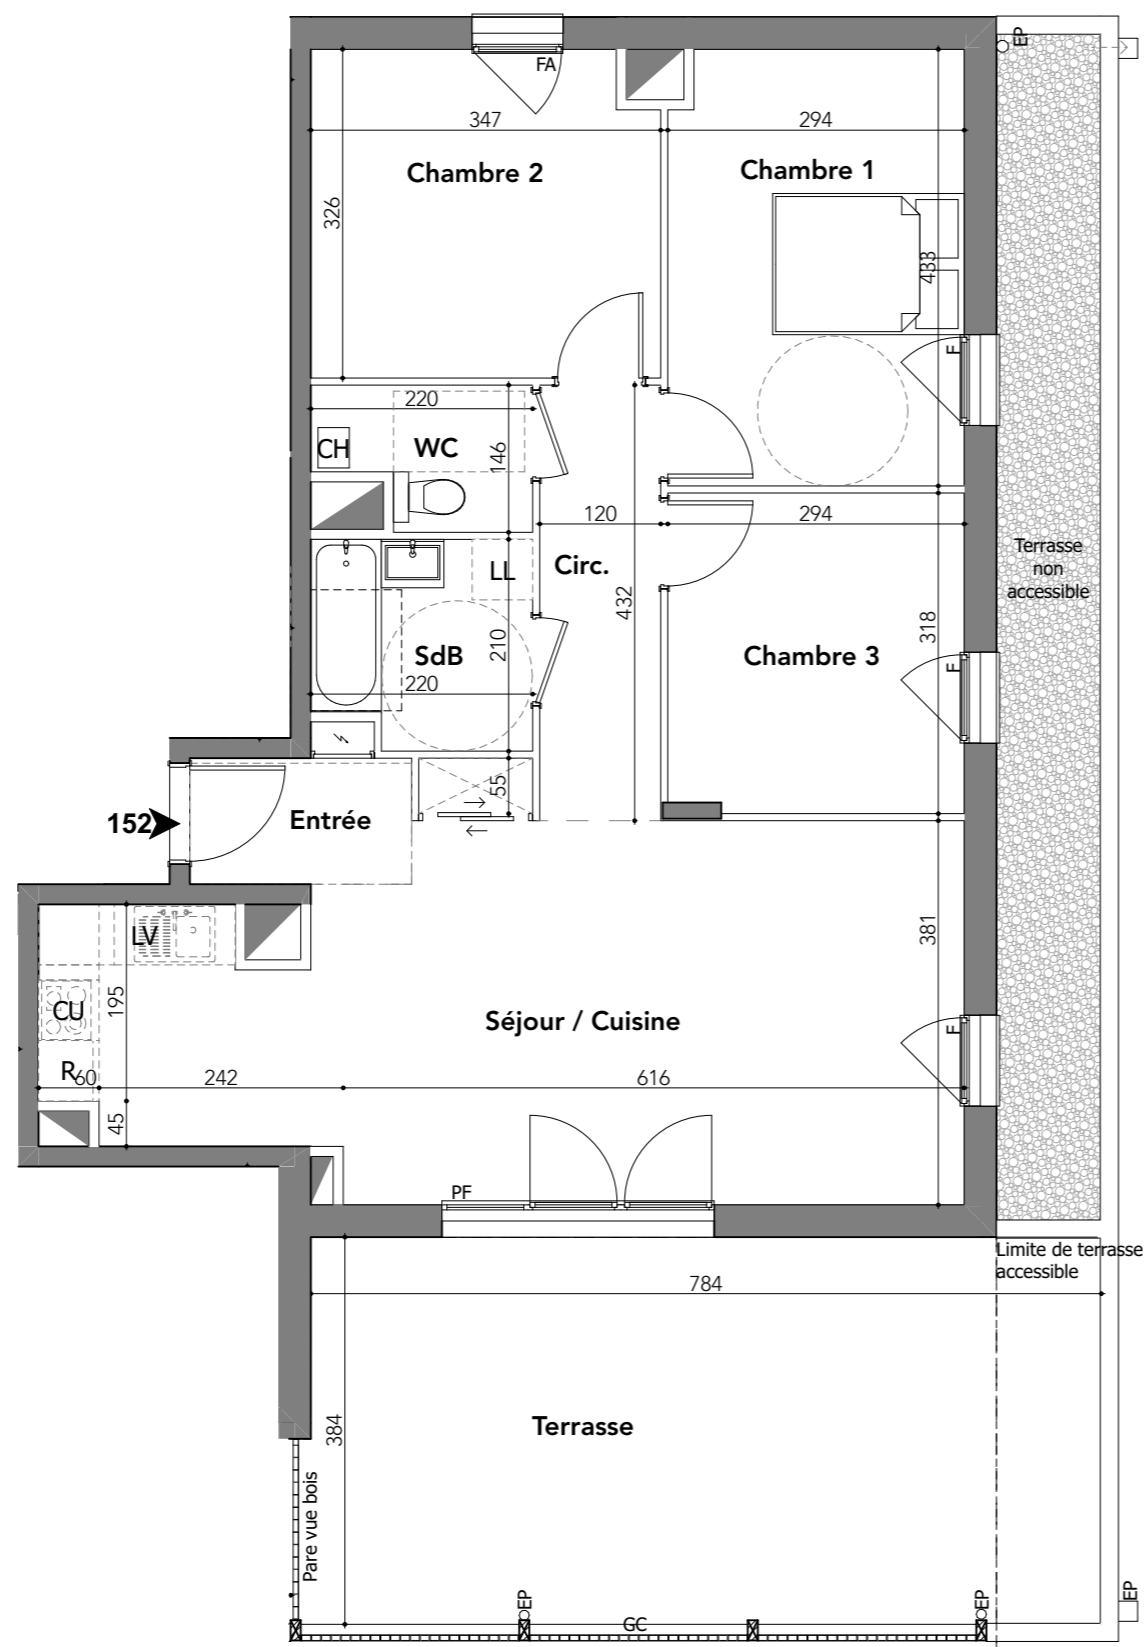 EP
FA
347
294
Chambre 2
Chambre 1
326
433
F
220
CH
WC
146
120
294
Circ.
LL
432
Terrasse
non
accessible
318
SdB
210
220
Chambre 3
F
55
152
Entrée
LV
381
195
CU
Séjour / Cuisine
F
R
60
242
616
45
PF
Limite de terrasse
accessible
784
384
Terrasse
Pare vue bois
EP
EP
EP
GC